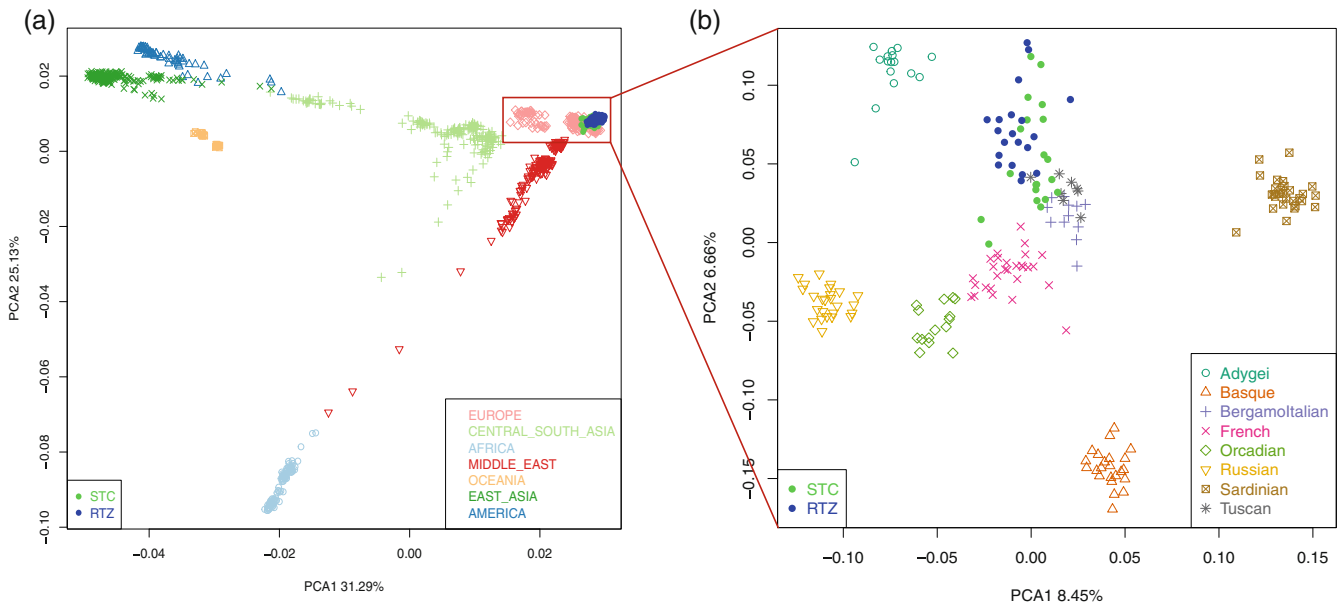 (a)
0.02
0.00
−0.02
−0.04
−0.06
−0.08
−0.10
PCA2 25.13%
−0.04
−0.02
0.00
0.02
PCA1 31.29%
STC
RTZ
EUROPE
CENTRAL_SOUTH_ASIA
AFRICA
MIDDLE_EAST
OCEANIA
EAST_ASIA
AMERICA
(b)
0.10
0.05
0.00
−0.05
−0.10
−0.15
PCA2 6.66%
−0.10
−0.05
0.00
0.05
0.10
0.15
PCA1 8.45%
STC
RTZ
Adygei
Basque
BergamoItalian
French
Orcadian
Russian
Sardinian
Tuscan